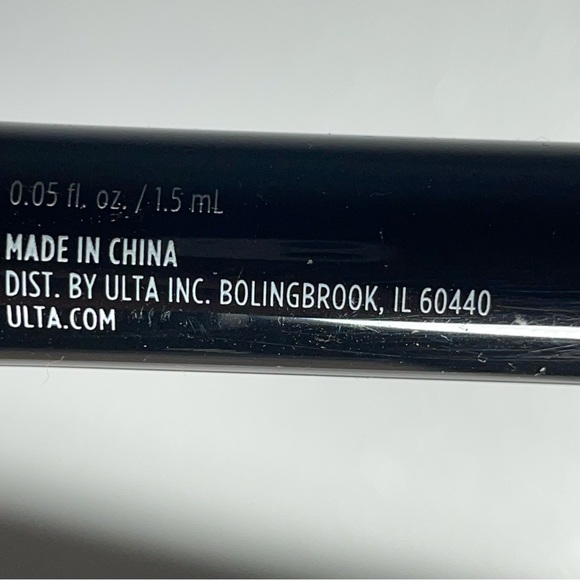 0.05 fl. oz. / 1.5 mL
MADE IN CHINA
DIST. BY ULTA INC. BOLINGBROOK, IL 60440
ULTA.COM